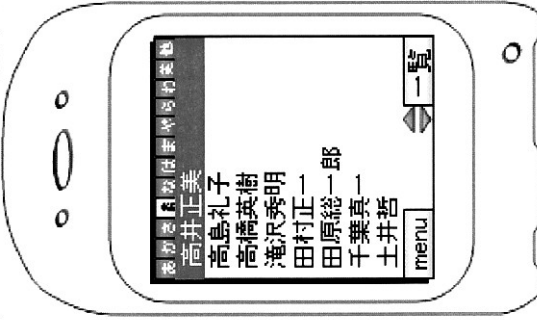 あかさたなはまやらわまむ
高井正美
高島礼子
高橋英樹
滝沢秀明
田村正一
田原総一郎
千葉真一
土井哲
menu 一覧